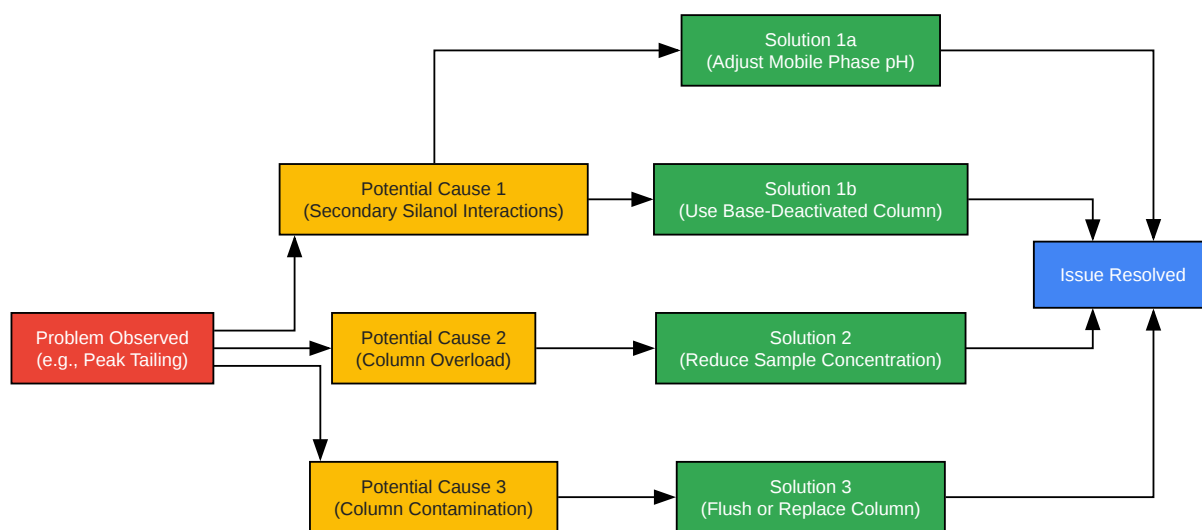 Solution 1a
(Adjust Mobile Phase pH)
Potential Cause 1
(Secondary Silanol Interactions)
Solution 1b
(Use Base-Deactivated Column)
Issue Resolved
Problem Observed
(e.g., Peak Tailing)
Potential Cause 2
(Column Overload)
Solution 2
(Reduce Sample Concentration)
Potential Cause 3
(Column Contamination)
Solution 3
(Flush or Replace Column)